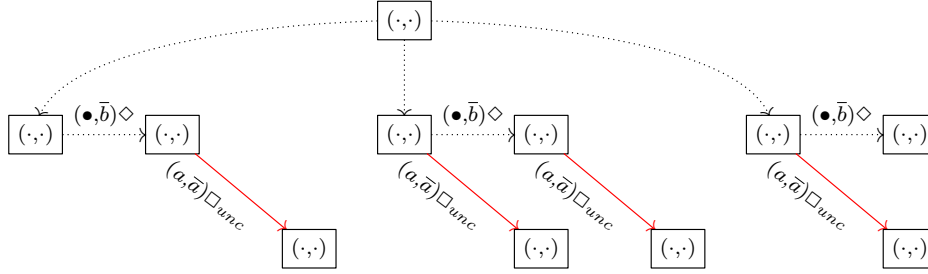 (·,·)
(•,b̅)◇ (•,b̅)◇ (•,b̅)◇
(·,·) (·,·) (·,·) (·,·) (·,·) (·,·)
(a,a̅)□unc (a,a̅)□unc (a,a̅)□unc (a,a̅)□unc
(·,·) (·,·) (·,·) (·,·)